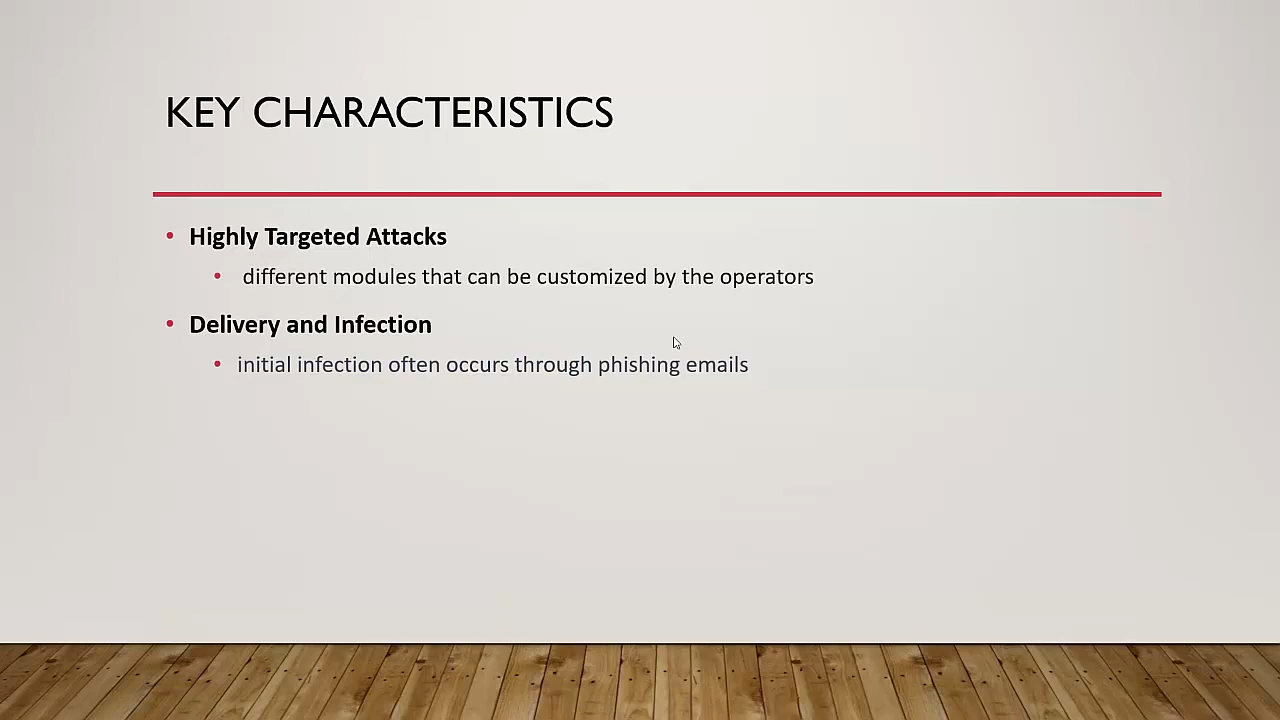 KEY CHARACTERISTICS
• Highly Targeted Attacks
• different modules that can be customized by the operators
• Delivery and Infection
• initial infection often occurs through phishing emails